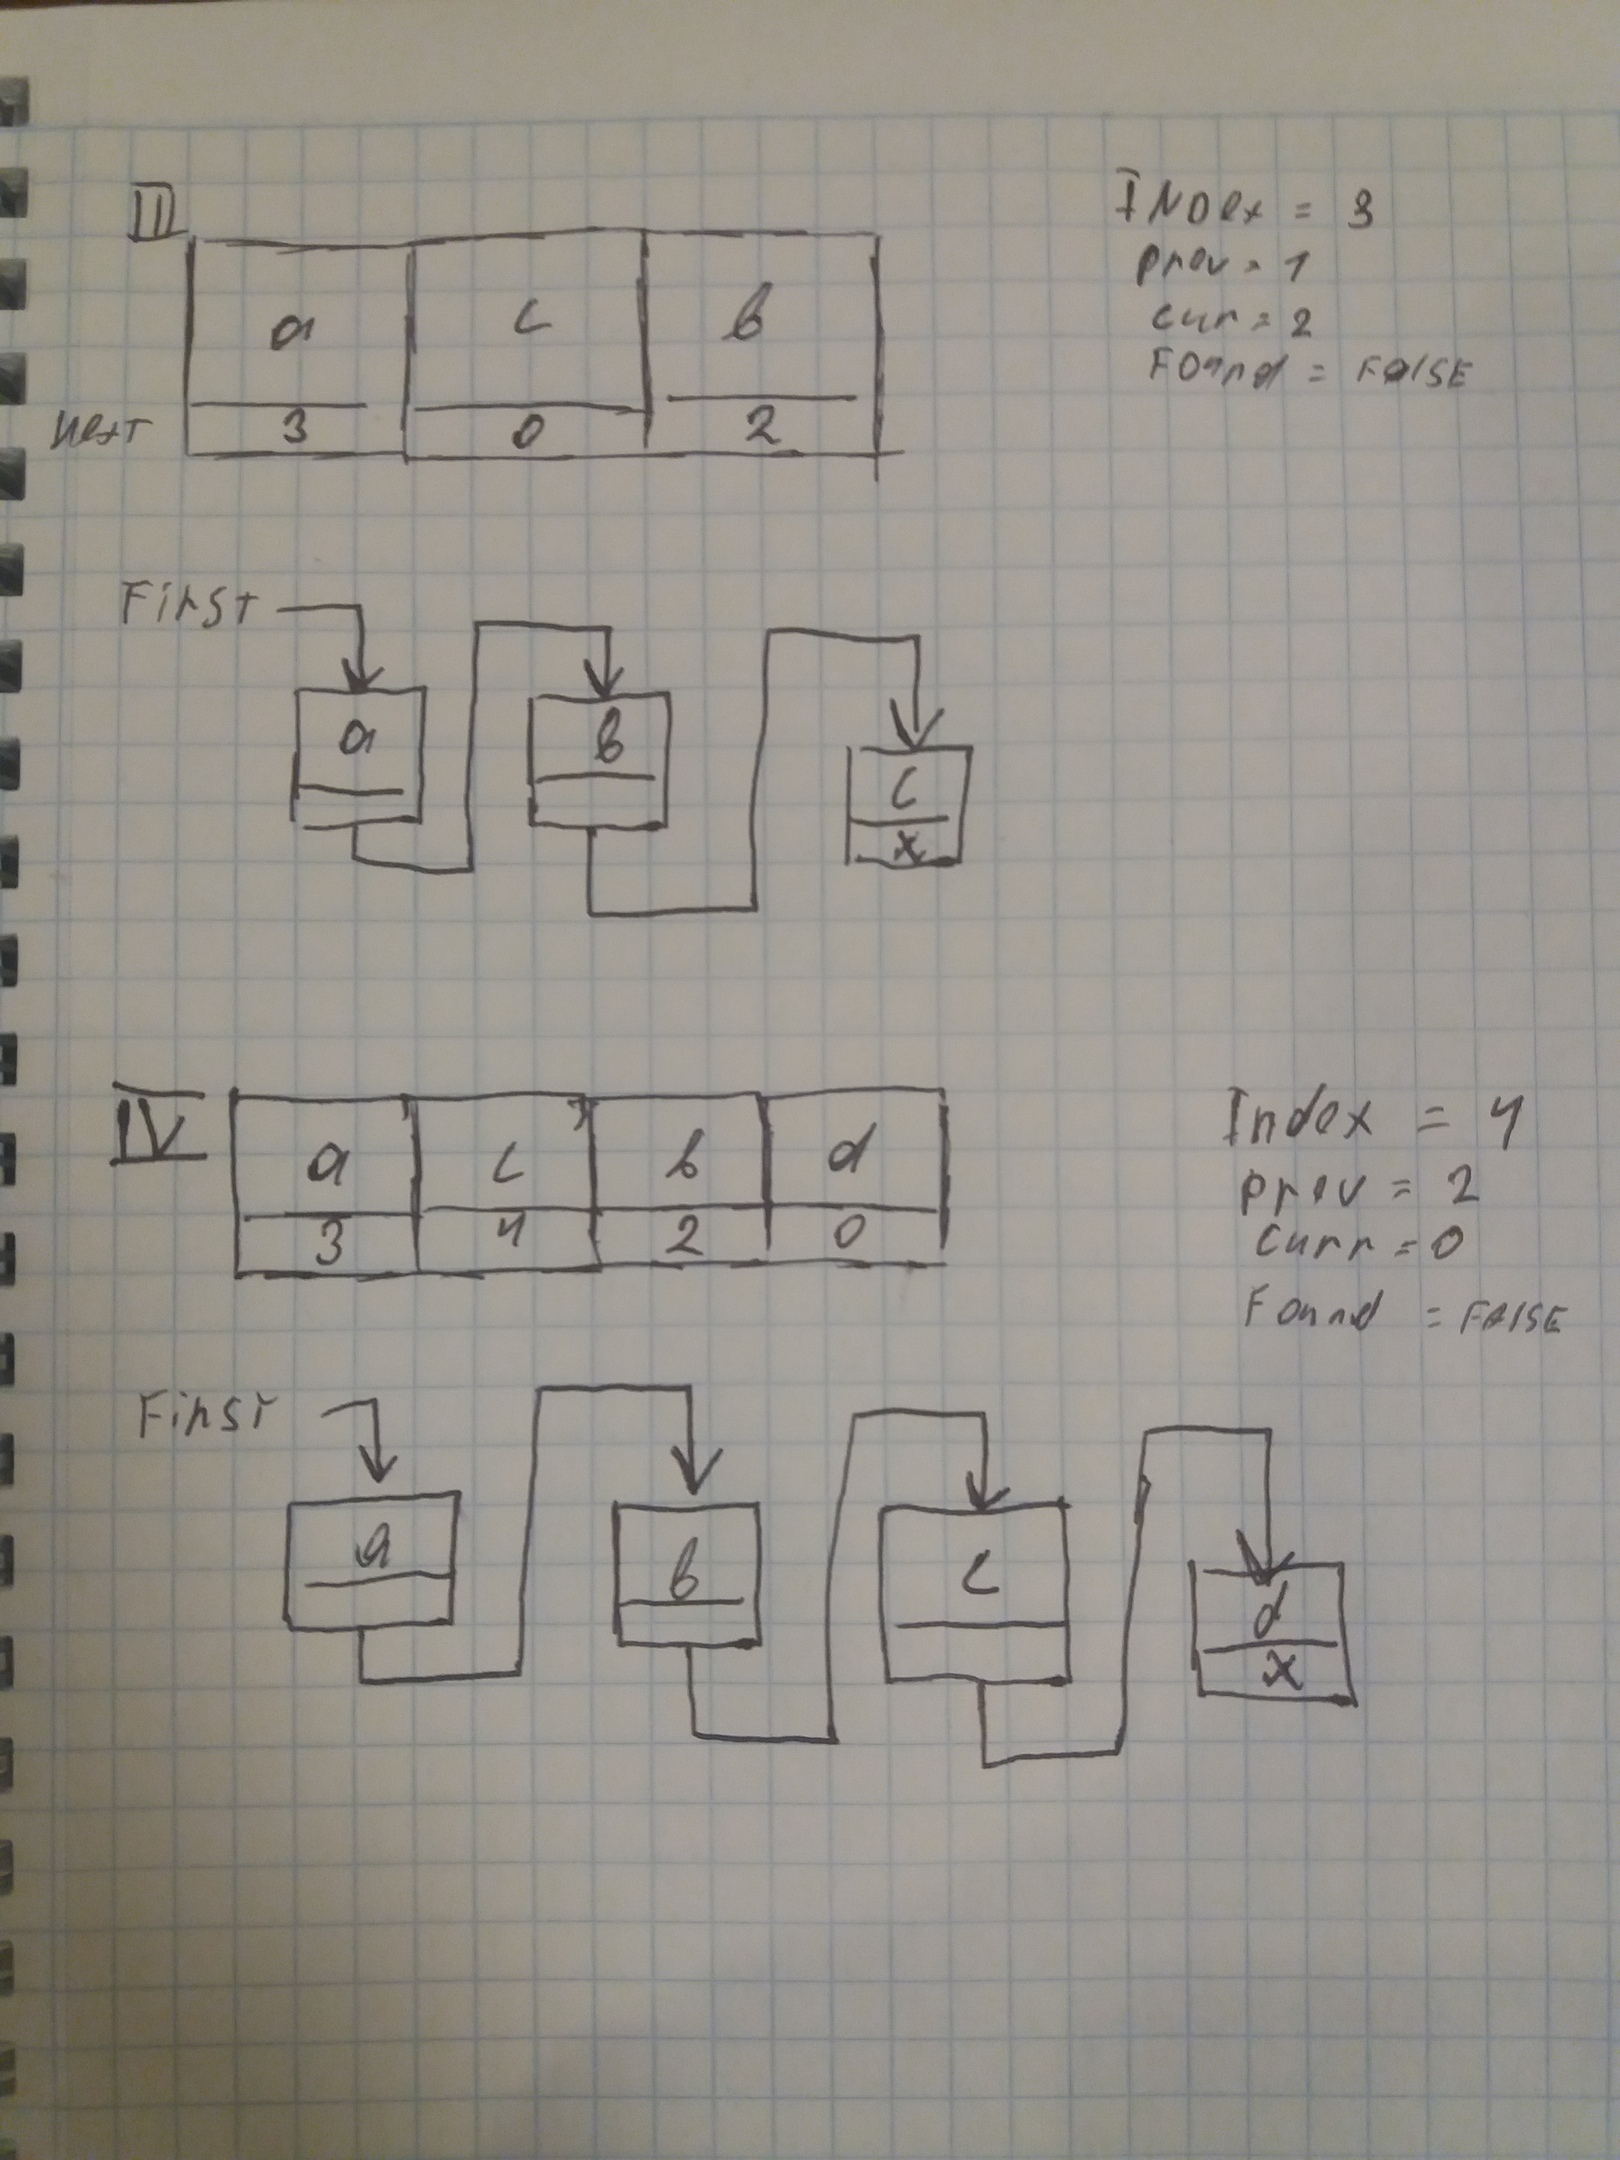 III
a c b
next 3 0 2
INDex = 3
prev = 1
cur = 2
Found = FalSE
First
a b c
x
IV
a c b d
3 4 2 0
Index = 4
prev = 2
Curr = 0
Found = FAlSE
First
a b c d
x